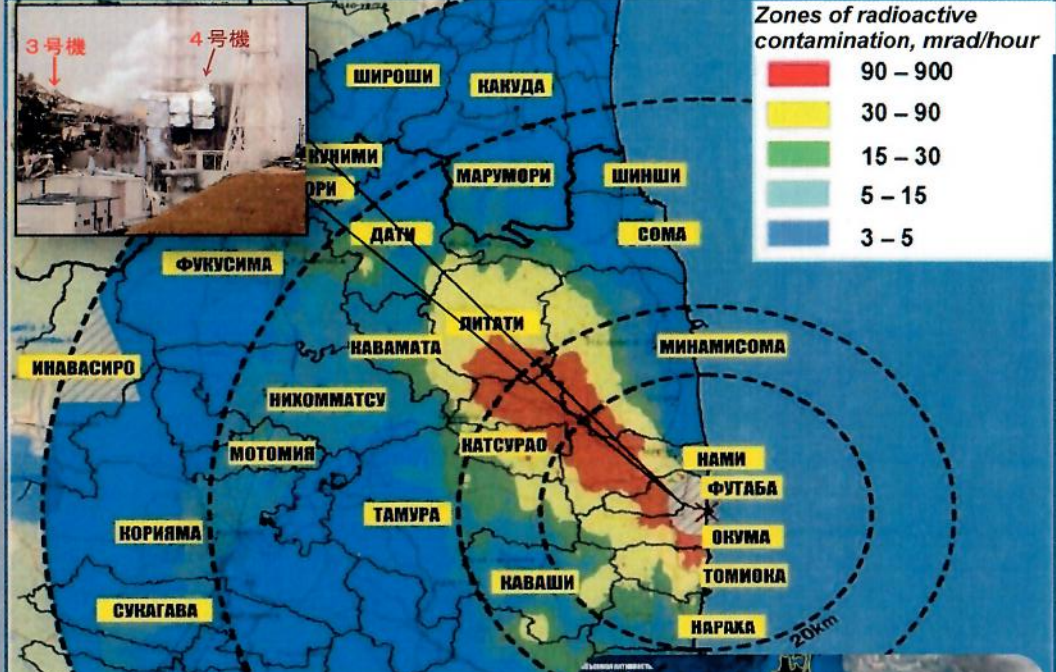 3号機
4号機
Zones of radioactive
contamination, mrad/hour
90 – 900
30 – 90
15 – 30
5 – 15
3 – 5
ШИРОШИ
КАКУДА
КУНИМИ
ОРИ
МАРУМОРИ
ШИНШИ
ДАТИ
СОМА
ФУКУСИМА
ЛИТАТИ
КАВАМАТА
МИНАМИСОМА
ИНАВАСИРО
НИХОММАТСУ
МОТОМИЯ
КАТСУРАО
НАМИ
ФУТАБА
ТАМУРА
КОРИЯМА
ОКУМА
КАВАШИ
ТОМИОКА
СУКАГАВА
НАРАХА
20km